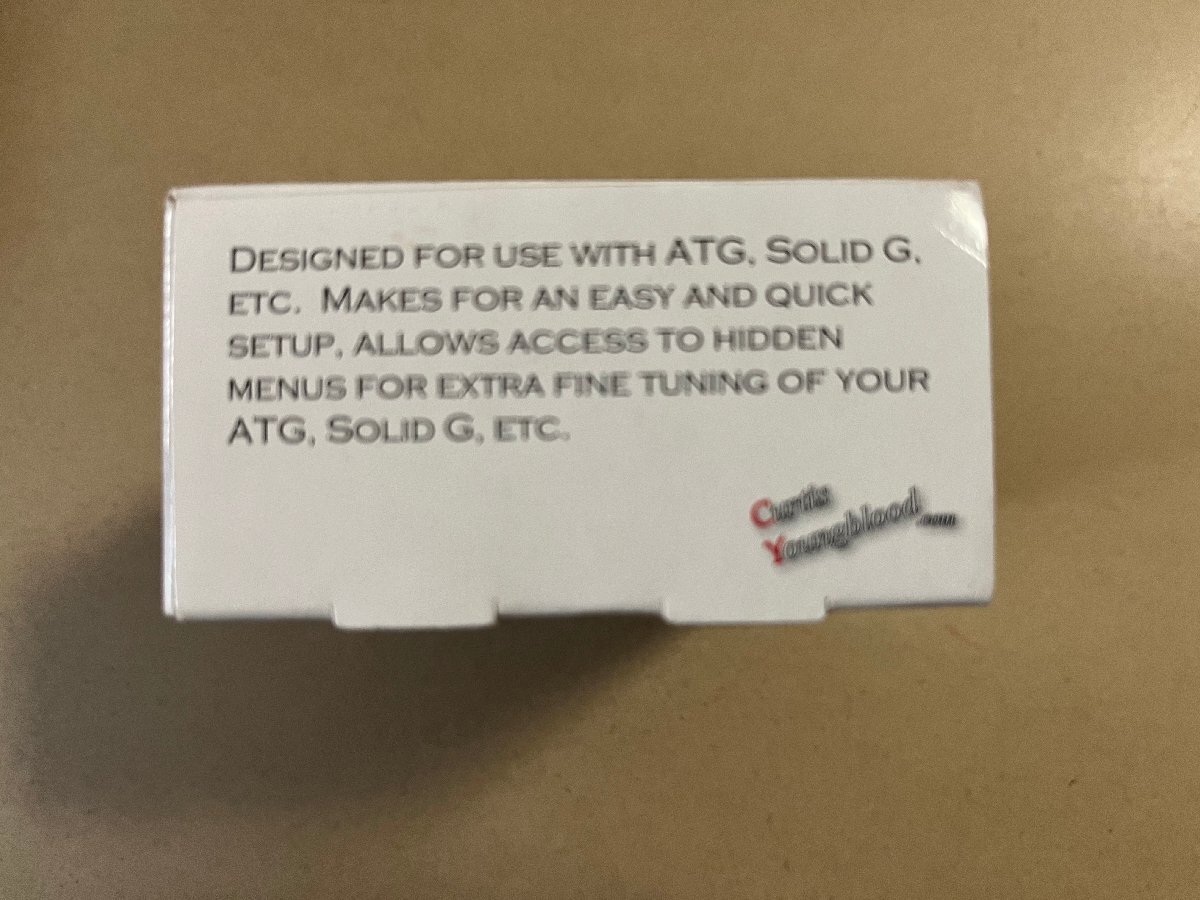 DESIGNED FOR USE WITH ATG, SOLID G,
ETC. MAKES FOR AN EASY AND QUICK
SETUP, ALLOWS ACCESS TO HIDDEN
MENUS FOR EXTRA FINE TUNING OF YOUR
ATG, SOLID G, ETC.
Curtis
Youngblood.com